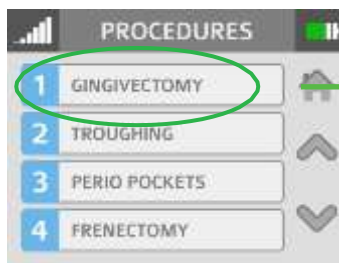 PROCEDURES
1 GINGIVECTOMY
2 TROUGHING
3 PERIO POCKETS
4 FRENECTOMY